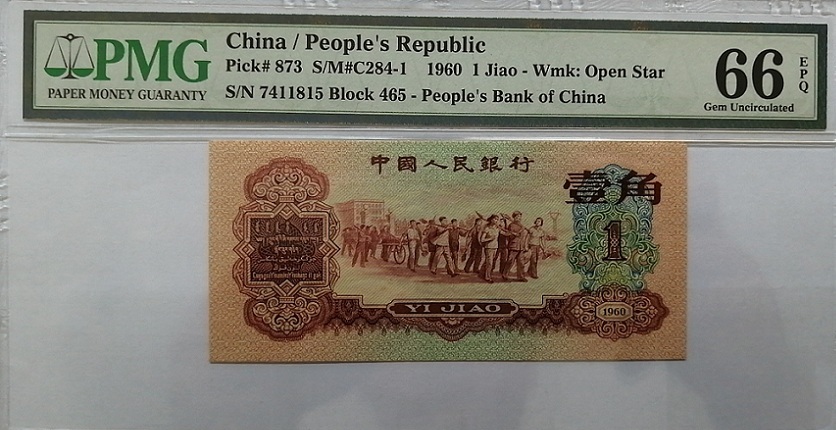 PMG
PAPER MONEY GUARANTY
China / People's Republic
Pick# 873 S/M#C284-1 1960 1 Jiao - Wmk: Open Star
S/N 7411815 Block 465 - People's Bank of China
66
EPQ
Gem Uncirculated
中國人民銀行
壹角
1
YI JIAO
1960